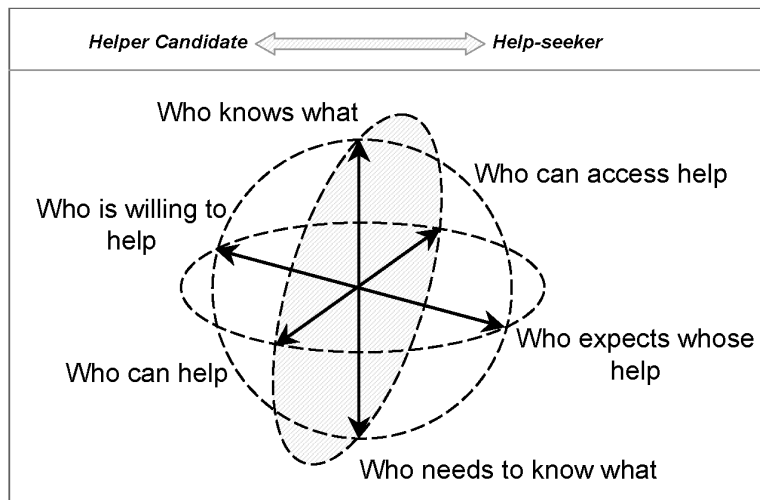 Helper Candidate
Help-seeker
Who knows what
Who can access help
Who is willing to
help
Who expects whose
help
Who can help
Who needs to know what